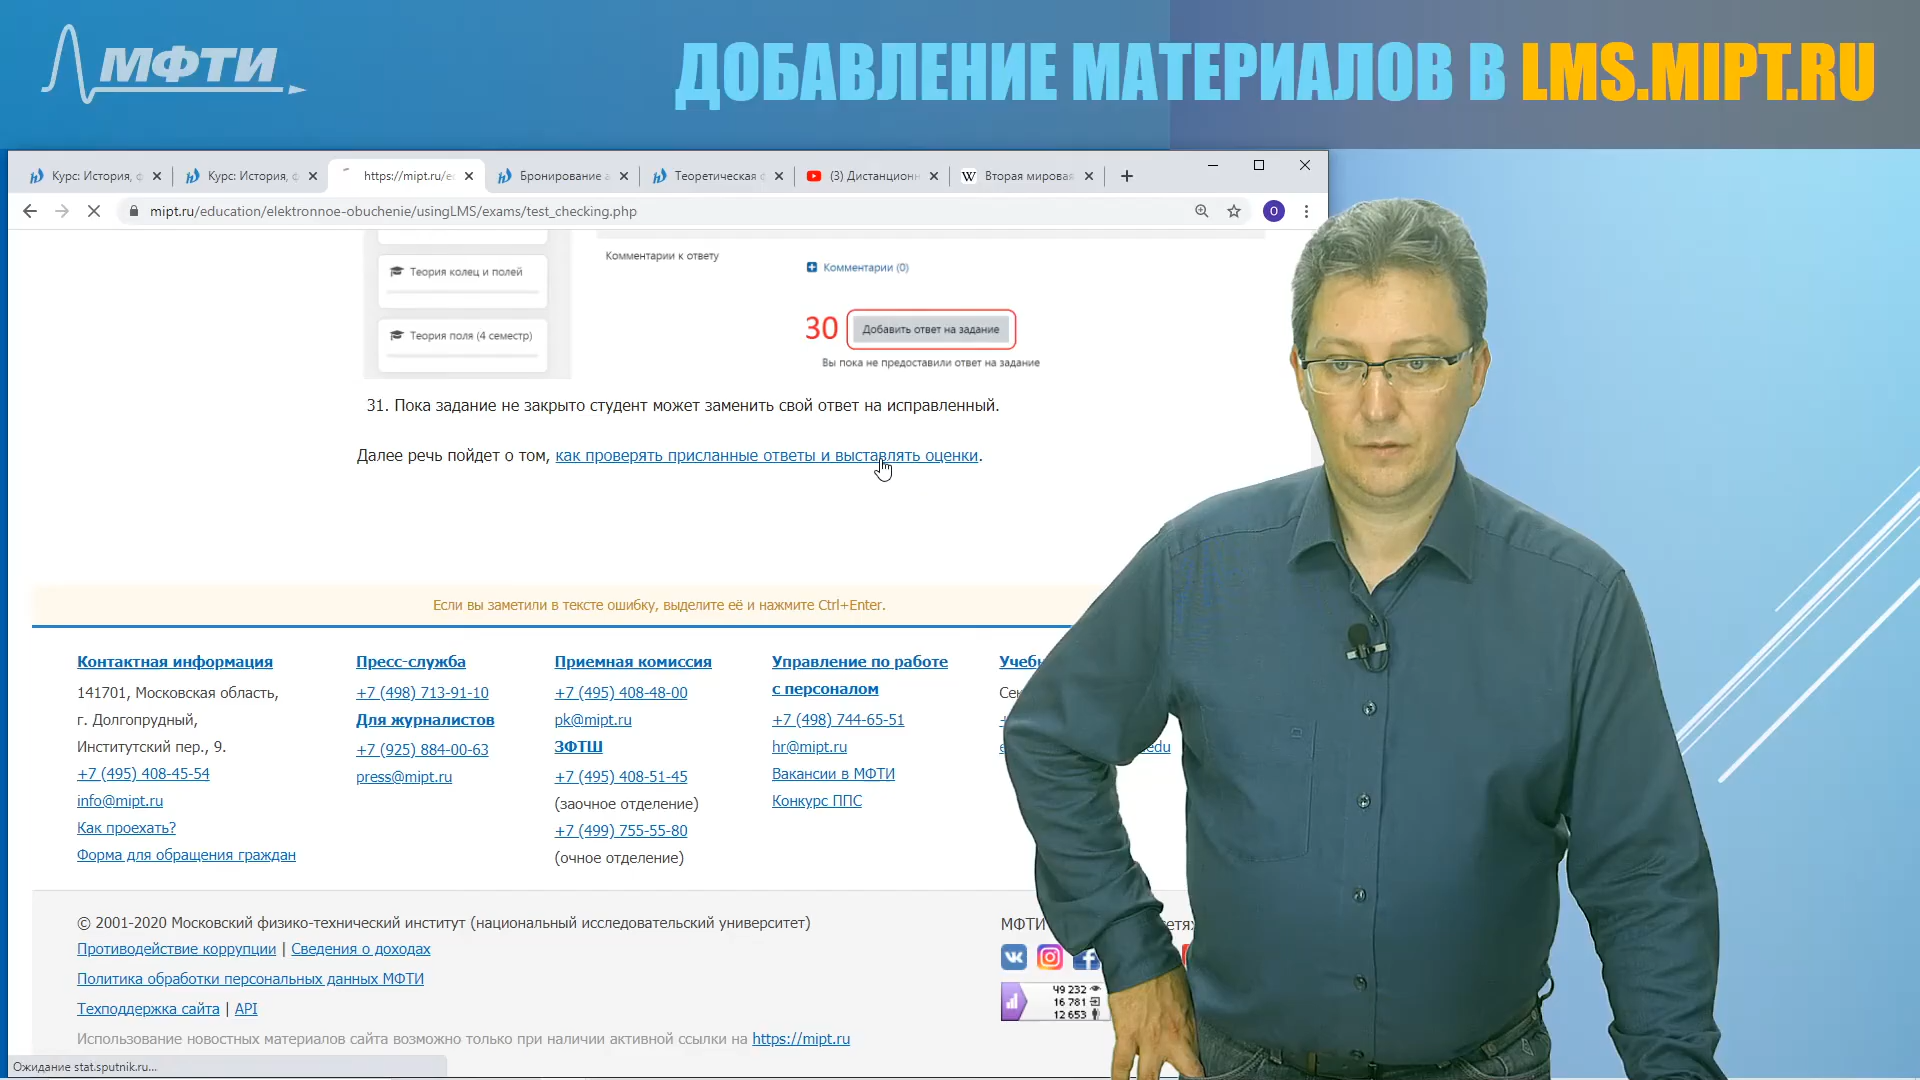 МФТИ
ДОБАВЛЕНИЕ МАТЕРИАЛОВ В LMS.MIPT.RU
Курс: История, ф
Курс: История, ф
https://mipt.ru/ec
Бронирование а
Теоретическая ф
(3) Дистанционн
W Вторая мировая
mipt.ru/education/elektronnoe-obuchenie/usingLMS/exams/test_checking.php
O
Теория колец и полей
Теория поля (4 семестр)
Комментарии к ответу
Комментарии (0)
30 Добавить ответ на задание
Вы пока не предоставили ответ на задание
31. Пока задание не закрыто студент может заменить свой ответ на исправленный.
Далее речь пойдет о том, как проверять присланные ответы и выставлять оценки.
Если вы заметили в тексте ошибку, выделите её и нажмите Ctrl+Enter.
Контактная информация
141701, Московская область,
г. Долгопрудный,
Институтский пер., 9.
+7 (495) 408-45-54
info@mipt.ru
Как проехать?
Форма для обращения граждан
Пресс-служба
+7 (498) 713-91-10
Для журналистов
+7 (925) 884-00-63
press@mipt.ru
Приемная комиссия
+7 (495) 408-48-00
pk@mipt.ru
ЗФТШ
+7 (495) 408-51-45
(заочное отделение)
+7 (499) 755-55-80
(очное отделение)
Управление по работе
с персоналом
+7 (498) 744-65-51
hr@mipt.ru
Вакансии в МФТИ
Конкурс ППС
© 2001-2020 Московский физико-технический институт (национальный исследовательский университет)
Противодействие коррупции | Сведения о доходах
Политика обработки персональных данных МФТИ
Техподдержка сайта | API
Использование новостных материалов сайта возможно только при наличии активной ссылки на https://mipt.ru
МФТИ
49 232
16 781
12 653
Ожидание stat.sputnik.ru...